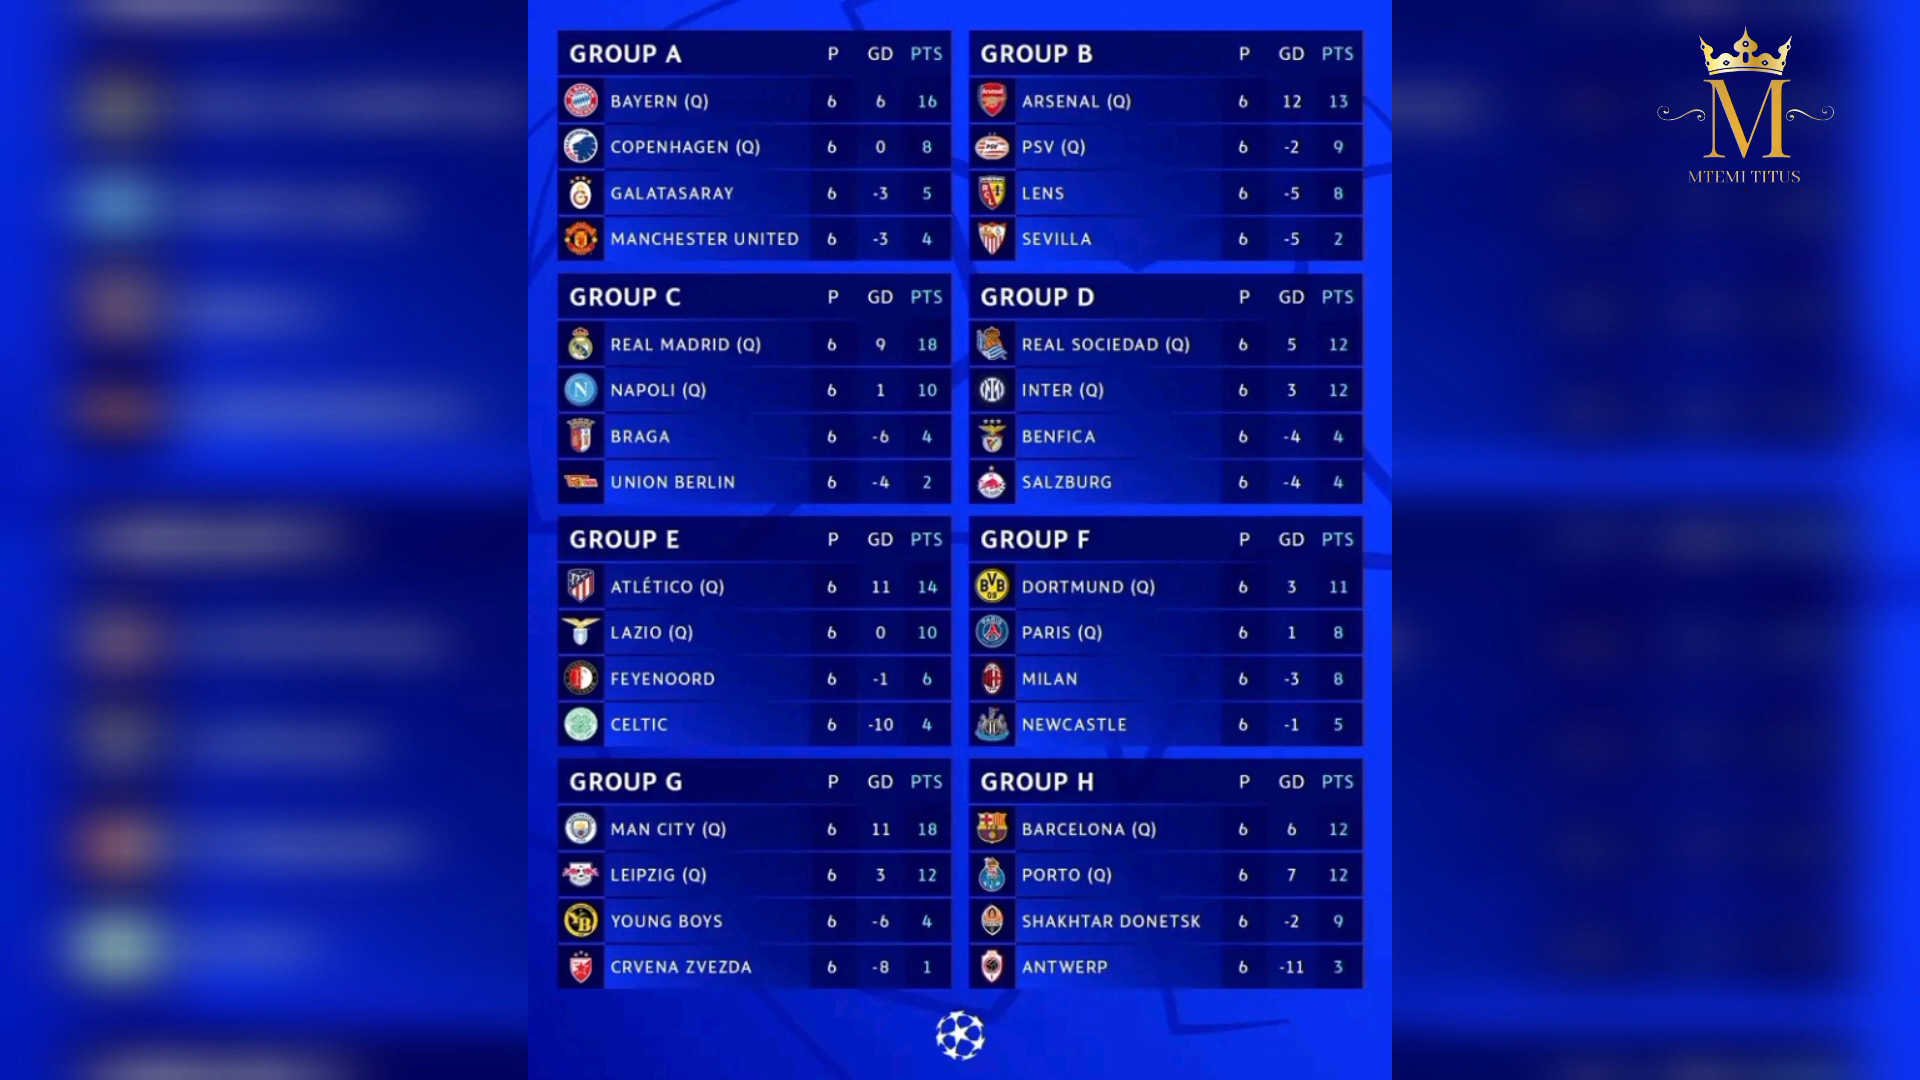 GROUP A P GD PTS
BAYERN (Q) 6 6 16
COPENHAGEN (Q) 6 0 8
GALATASARAY 6 -3 5
MANCHESTER UNITED 6 -3 4
GROUP B P GD PTS
ARSENAL (Q) 6 12 13
PSV (Q) 6 -2 9
LENS 6 -5 8
SEVILLA 6 -5 2
GROUP C P GD PTS
REAL MADRID (Q) 6 9 18
NAPOLI (Q) 6 1 10
BRAGA 6 -6 4
UNION BERLIN 6 -4 2
GROUP D P GD PTS
REAL SOCIEDAD (Q) 6 5 12
INTER (Q) 6 3 12
BENFICA 6 -4 4
SALZBURG 6 -4 4
GROUP E P GD PTS
ATLÉTICO (Q) 6 11 14
LAZIO (Q) 6 0 10
FEYENOORD 6 -1 6
CELTIC 6 -10 4
GROUP F P GD PTS
DORTMUND (Q) 6 3 11
PARIS (Q) 6 1 8
MILAN 6 -3 8
NEWCASTLE 6 -1 5
GROUP G P GD PTS
MAN CITY (Q) 6 11 18
LEIPZIG (Q) 6 3 12
YOUNG BOYS 6 -6 4
CRVENA ZVEZDA 6 -8 1
GROUP H P GD PTS
BARCELONA (Q) 6 6 12
PORTO (Q) 6 7 12
SHAKHTAR DONETSK 6 -2 9
ANTWERP 6 -11 3
M
MTEMI TITUS